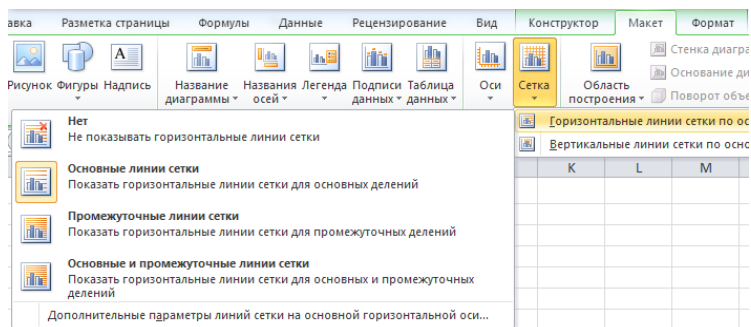 авка Разметка страницы Формулы Данные Рецензирование Вид Конструктор Макет Формат
Рисунок Фигуры Надпись Название диаграммы Названия осей Легенда Подписи данных Таблица данных Оси Сетка Область построения
Стенка диагра
Основание ди
Поворот объе
Нет
Не показывать горизонтальные линии сетки
Основные линии сетки
Показать горизонтальные линии сетки для основных делений
Промежуточные линии сетки
Показать горизонтальные линии сетки для промежуточных делений
Основные и промежуточные линии сетки
Показать горизонтальные линии сетки для основных и промежуточных
делений
Дополнительные параметры линий сетки на основной горизонтальной оси...
Горизонтальные линии сетки по ос
Вертикальные линии сетки по осно
K L M